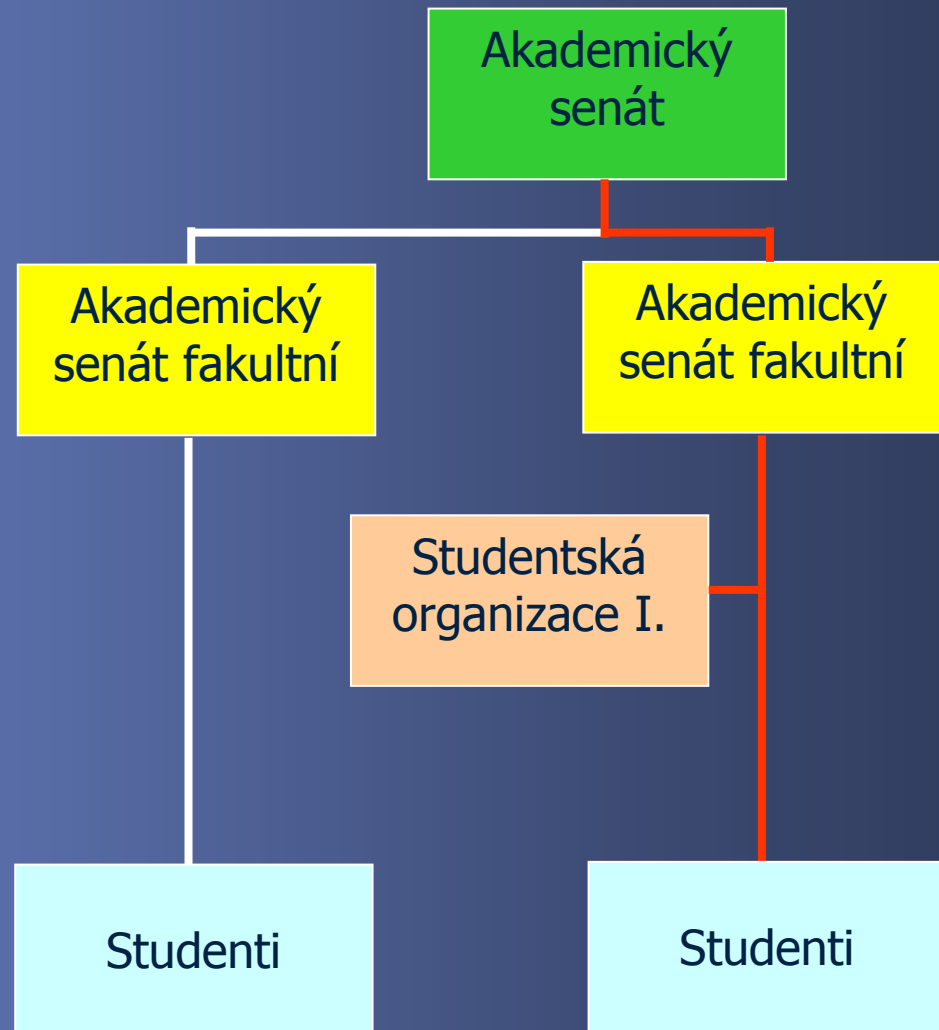 Akademický
senát
Akademický
senát fakultní
Akademický
senát fakultní
Studentská
organizace I.
Studenti
Studenti